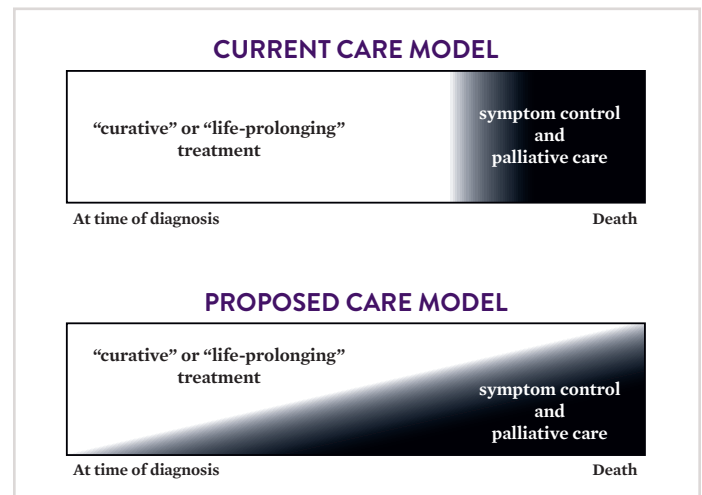 CURRENT CARE MODEL
“curative” or “life-prolonging”
treatment
symptom control
and
palliative care
At time of diagnosis
Death
PROPOSED CARE MODEL
“curative” or “life-prolonging”
treatment
symptom control
and
palliative care
At time of diagnosis
Death